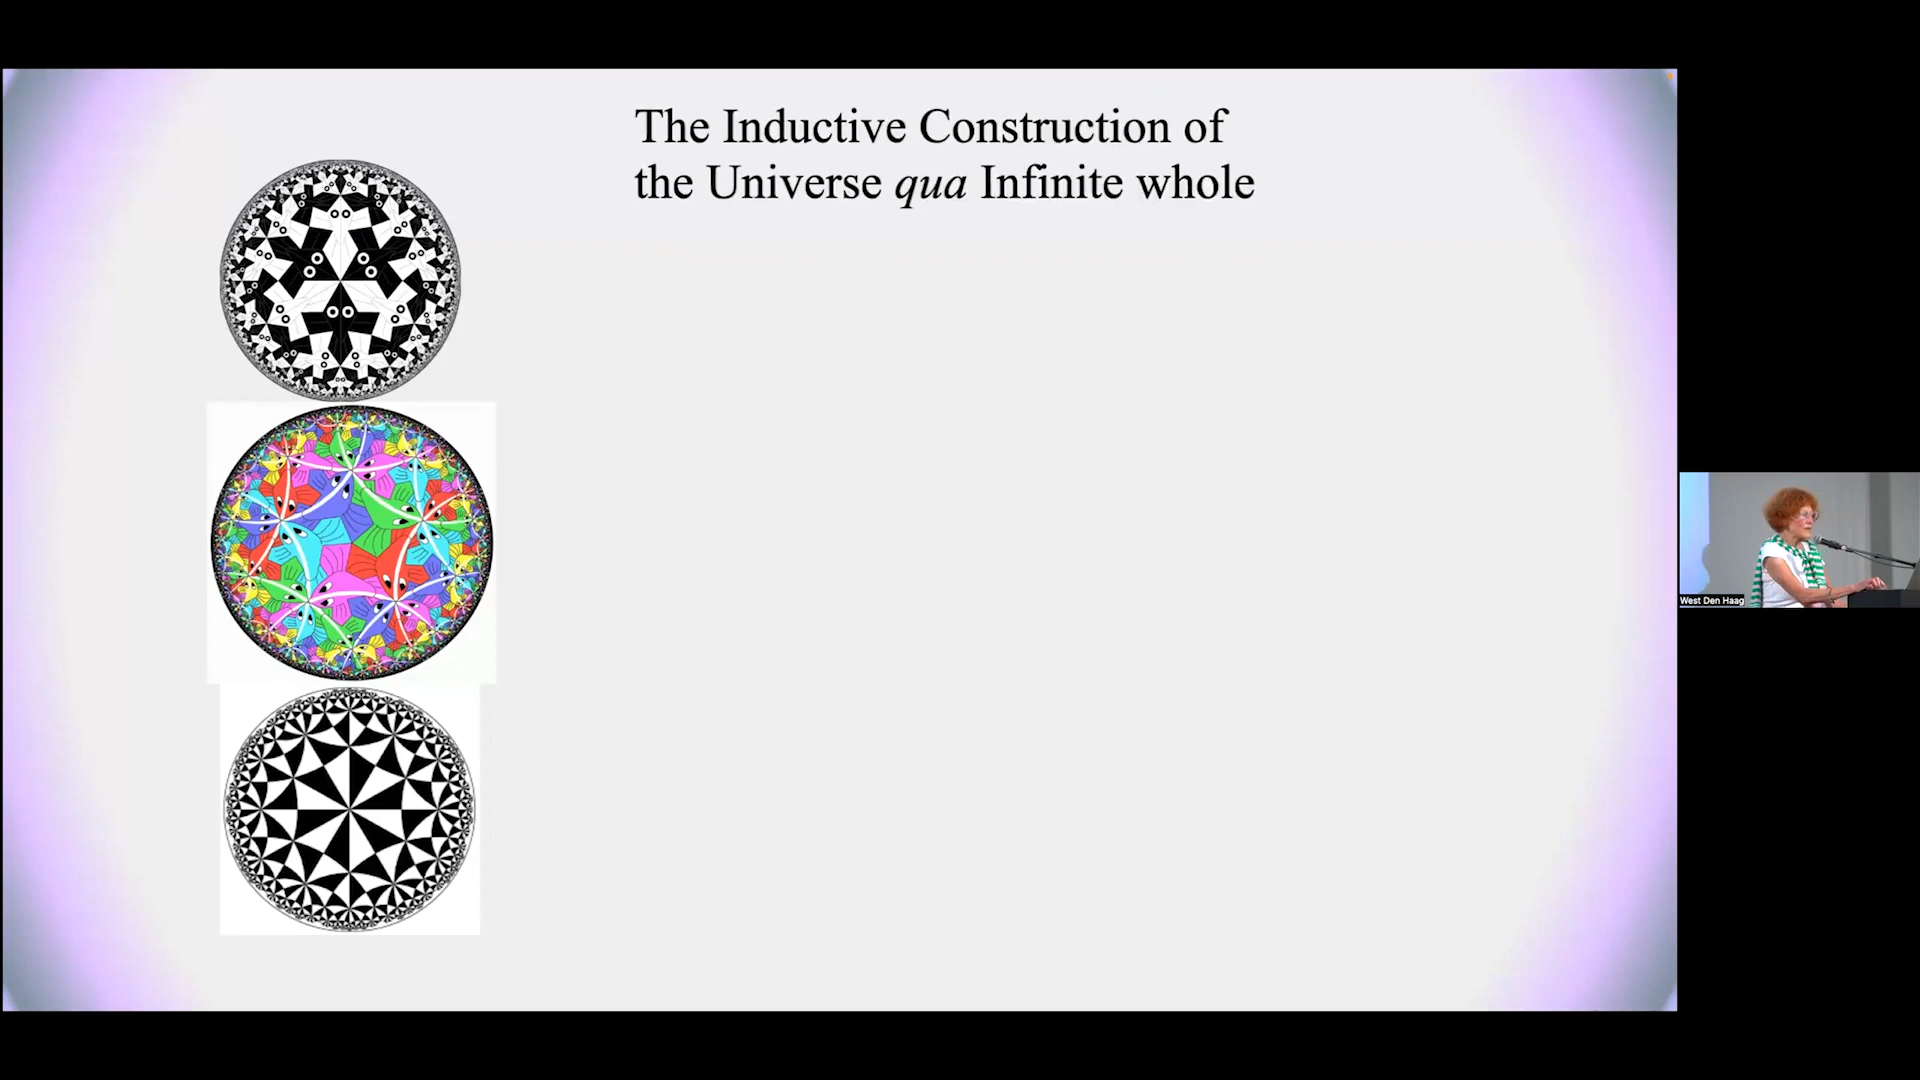 The Inductive Construction of
the Universe qua Infinite whole
West Den Haag